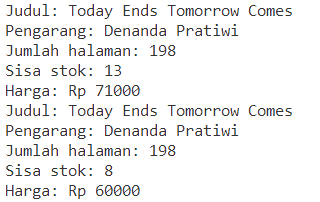 Judul: Today Ends Tomorrow Comes
Pengarang: Denanda Pratiwi
Jumlah halaman: 198
Sisa stok: 13
Harga: Rp 71000
Judul: Today Ends Tomorrow Comes
Pengarang: Denanda Pratiwi
Jumlah halaman: 198
Sisa stok: 8
Harga: Rp 60000